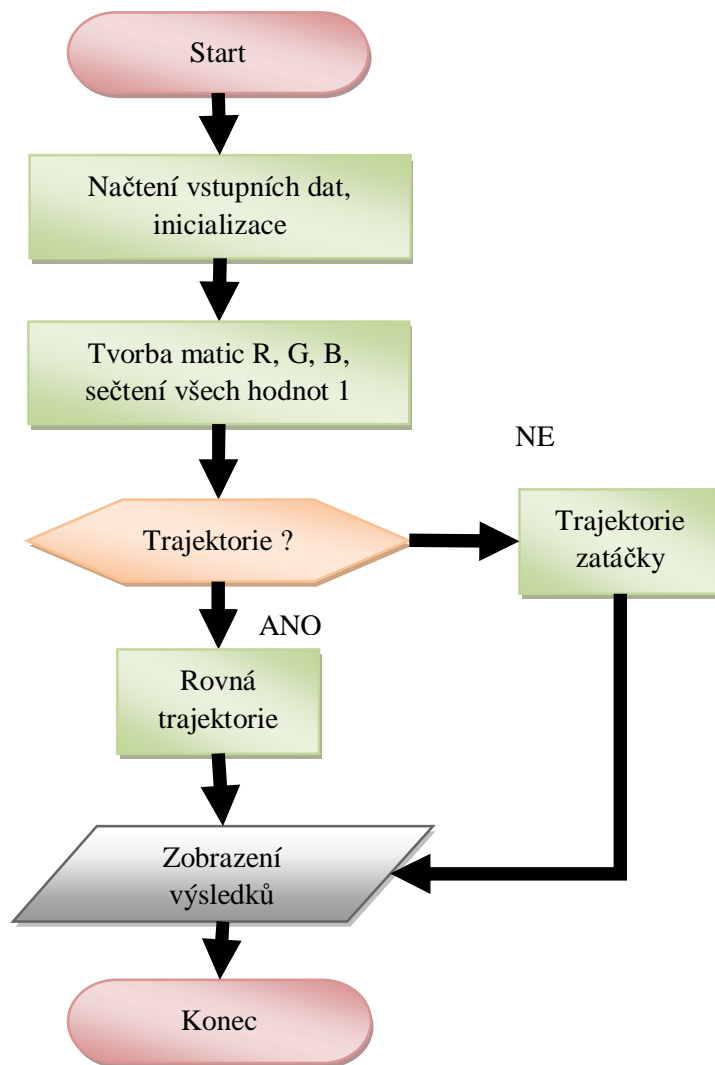 Start
Načtení vstupních dat,
inicializace
Tvorba matic R, G, B,
sečtení všech hodnot 1
NE
Trajektorie ?
Trajektorie
zatáčky
ANO
Rovná
trajektorie
Zobrazení
výsledků
Konec